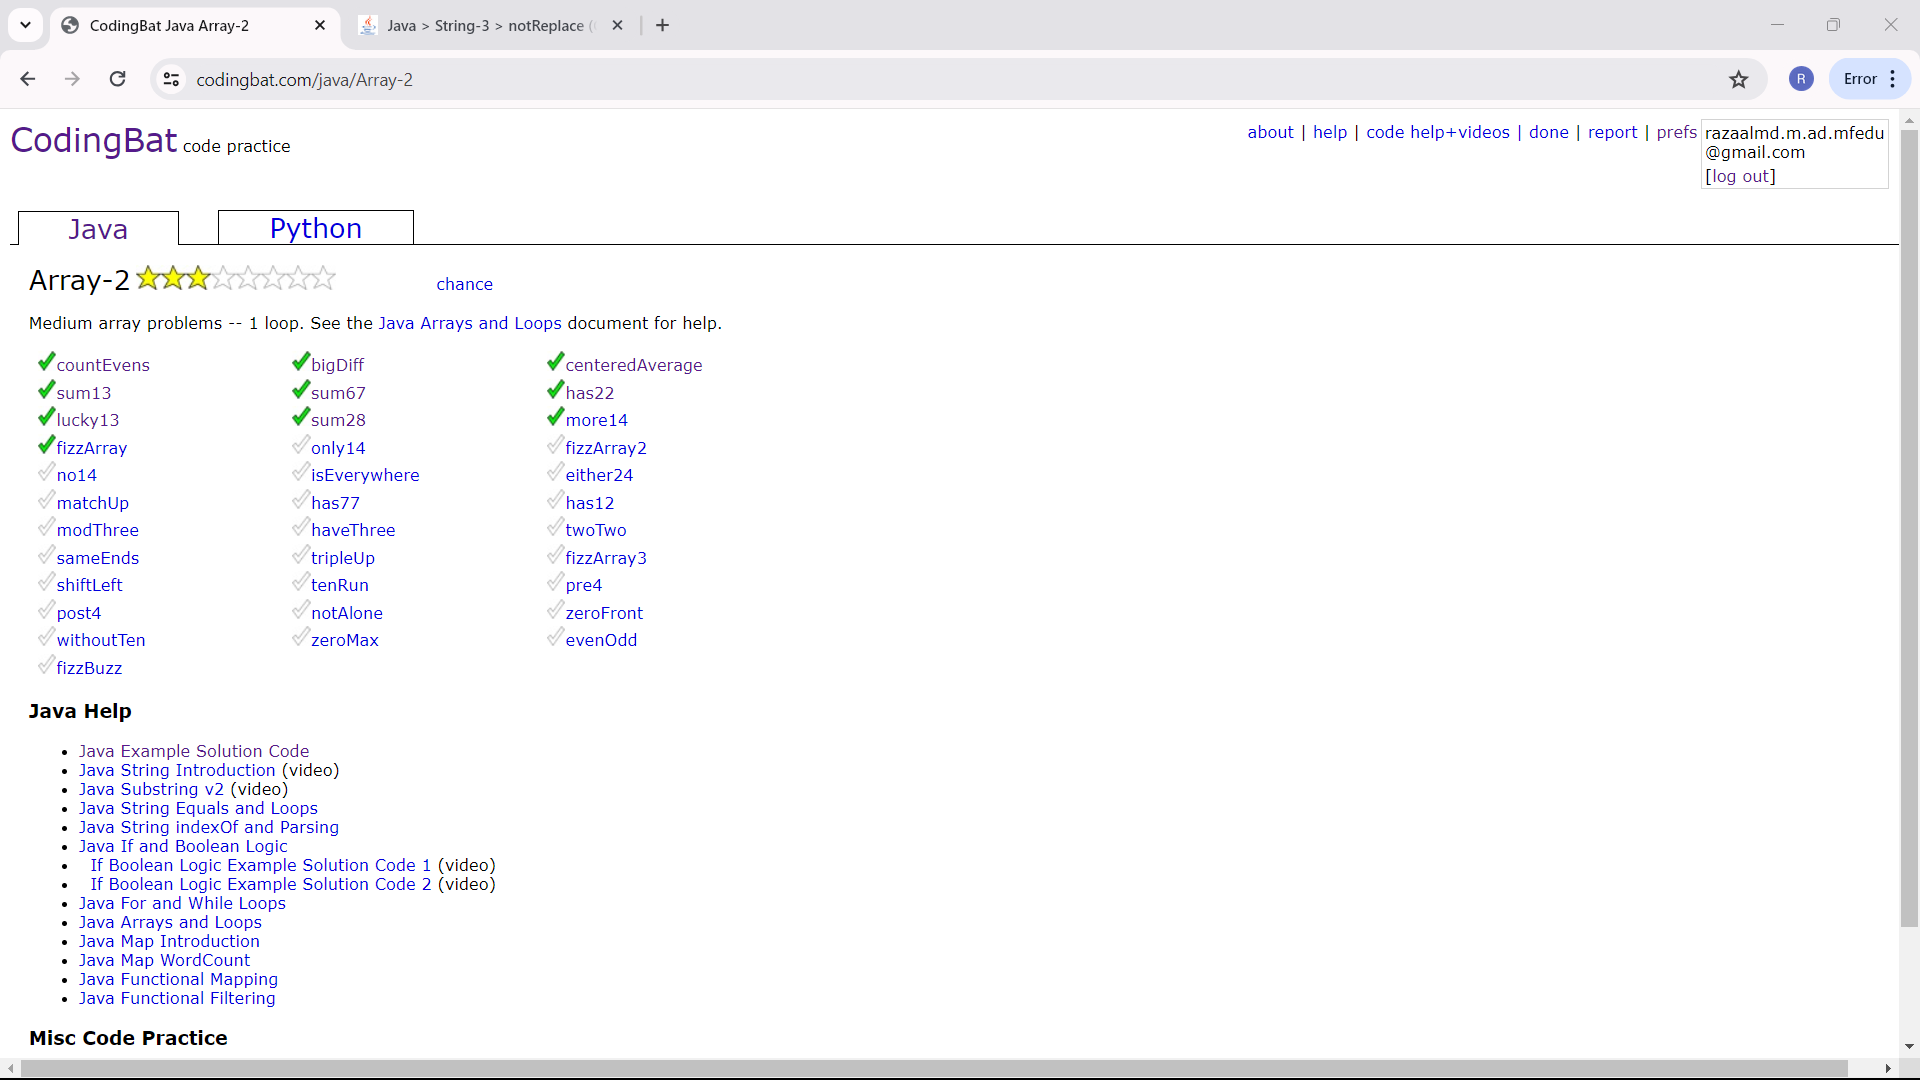 CodingBat Java Array-2
Java > String-3 > notReplace (
codingbat.com/java/Array-2
R
Error
CodingBat code practice
about | help | code help+videos | done | report | prefs
razaalmd.m.ad.mfedu
@gmail.com
[log out]
Java
Python
Array-2
chance
Medium array problems -- 1 loop. See the Java Arrays and Loops document for help.
countEvens bigDiff centeredAverage
sum13 sum67 has22
lucky13 sum28 more14
fizzArray only14 fizzArray2
no14 isEverywhere either24
matchUp has77 has12
modThree haveThree twoTwo
sameEnds tripleUp fizzArray3
shiftLeft tenRun pre4
post4 notAlone zeroFront
withoutTen zeroMax evenOdd
fizzBuzz
Java Help
• Java Example Solution Code
• Java String Introduction (video)
• Java Substring v2 (video)
• Java String Equals and Loops
• Java String indexOf and Parsing
• Java If and Boolean Logic
• If Boolean Logic Example Solution Code 1 (video)
• If Boolean Logic Example Solution Code 2 (video)
• Java For and While Loops
• Java Arrays and Loops
• Java Map Introduction
• Java Map WordCount
• Java Functional Mapping
• Java Functional Filtering
Misc Code Practice